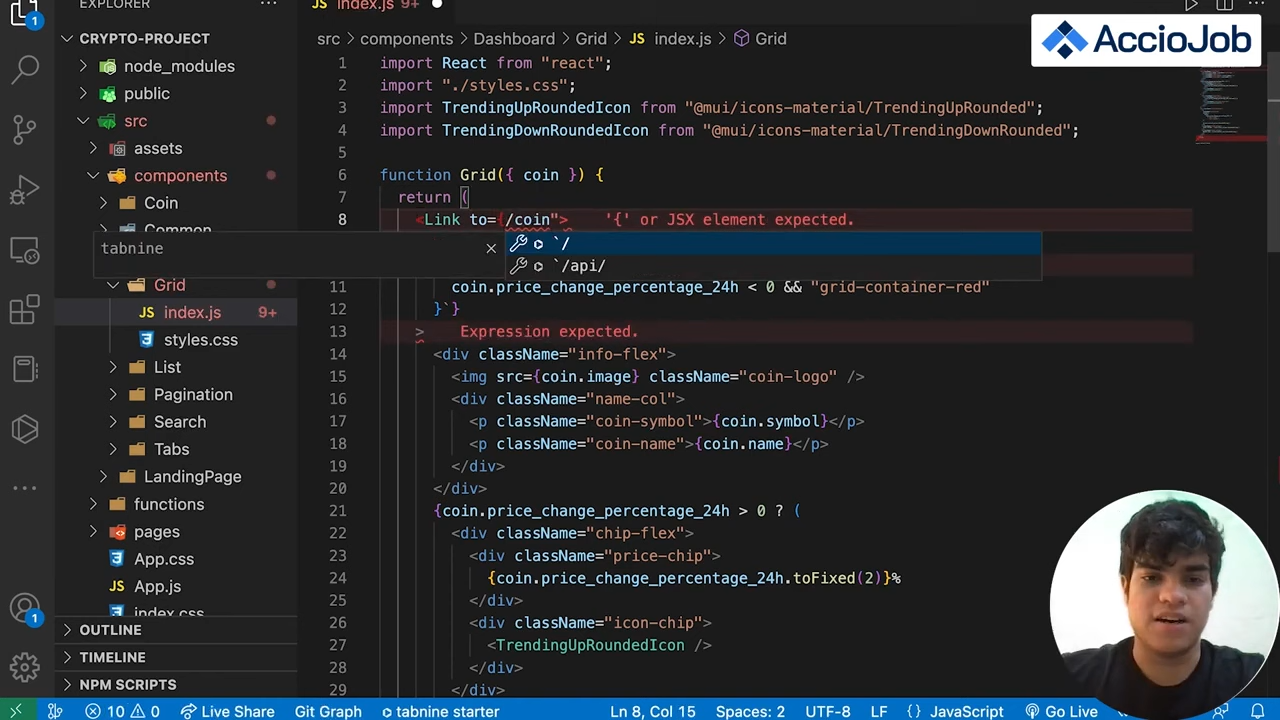 EXPLORER
index.js 9+
1
AccioJob
CRYPTO-PROJECT
node_modules
public
src
assets
components
Coin
Common
tabnine
Grid
index.js 9+
styles.css
List
Pagination
Search
Tabs
LandingPage
functions
pages
App.css
App.js
index.css
OUTLINE
TIMELINE
NPM SCRIPTS
1
src > components > Dashboard > Grid > JS index.js > Grid
1 import React from "react";
2 import "./styles.css";
3 import TrendingUpRoundedIcon from "@mui/icons-material/TrendingUpRounded";
4 import TrendingDownRoundedIcon from "@mui/icons-material/TrendingDownRounded";
5
6 function Grid({ coin }) {
7 return (
8 <Link to={/coin"> '{' or JSX element expected.
`/
`/api/
11 coin.price_change_percentage_24h < 0 && "grid-container-red"
12 }`}
13 > Expression expected.
14 <div className="info-flex">
15 <img src={coin.image} className="coin-logo" />
16 <div className="name-col">
17 <p className="coin-symbol">{coin.symbol}</p>
18 <p className="coin-name">{coin.name}</p>
19 </div>
20 </div>
21 {coin.price_change_percentage_24h > 0 ? (
22 <div className="chip-flex">
23 <div className="price-chip">
24 {coin.price_change_percentage_24h.toFixed(2)}%
25 </div>
26 <div className="icon-chip">
27 <TrendingUpRoundedIcon />
28 </div>
29 </div>
10 0 Live Share Git Graph tabnine starter Ln 8, Col 15 Spaces: 2 UTF-8 LF {} JavaScript Go Live